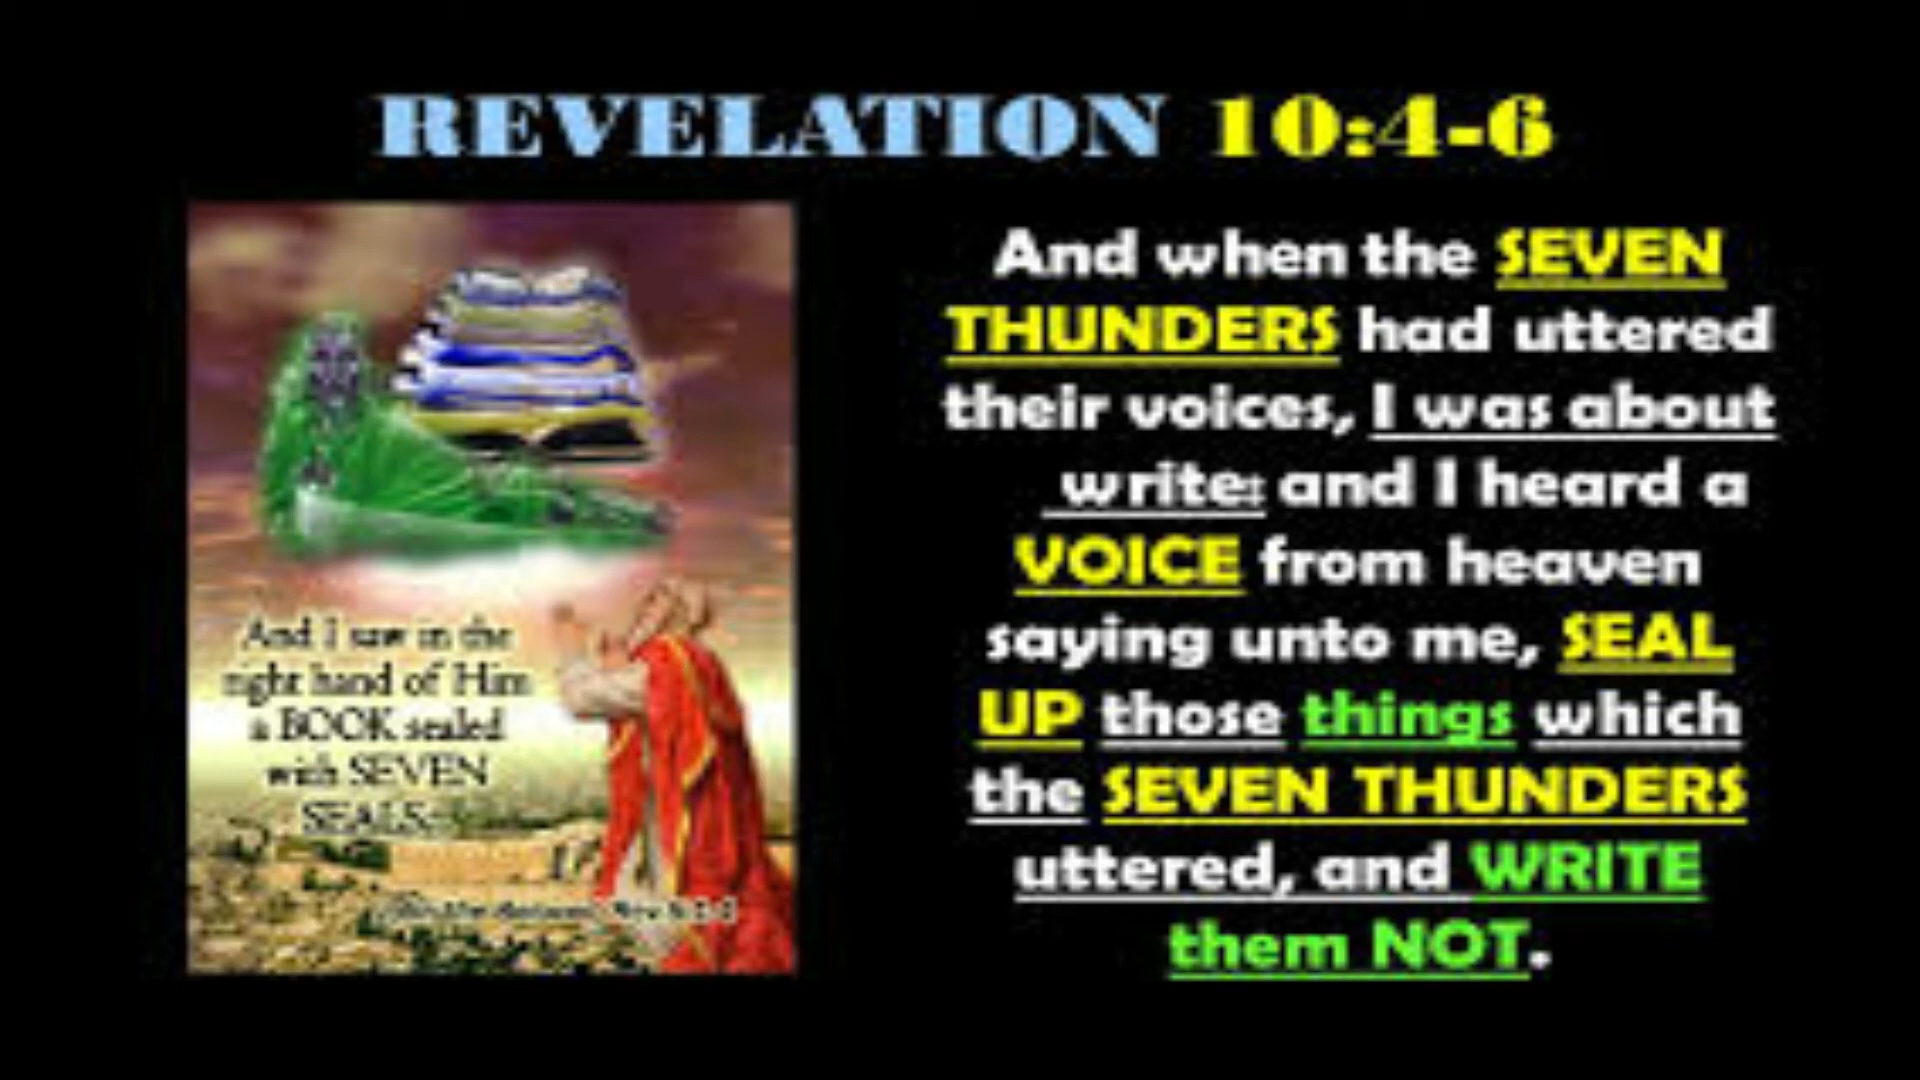 REVELATION 10:4-6
And I saw in the
right hand of Him
a BOOK sealed
with SEVEN
SEALS:
And when the SEVEN
THUNDERS had uttered
their voices, I was about
write: and I heard a
VOICE from heaven
saying unto me, SEAL
UP those things which
the SEVEN THUNDERS
uttered, and WRITE
them NOT.